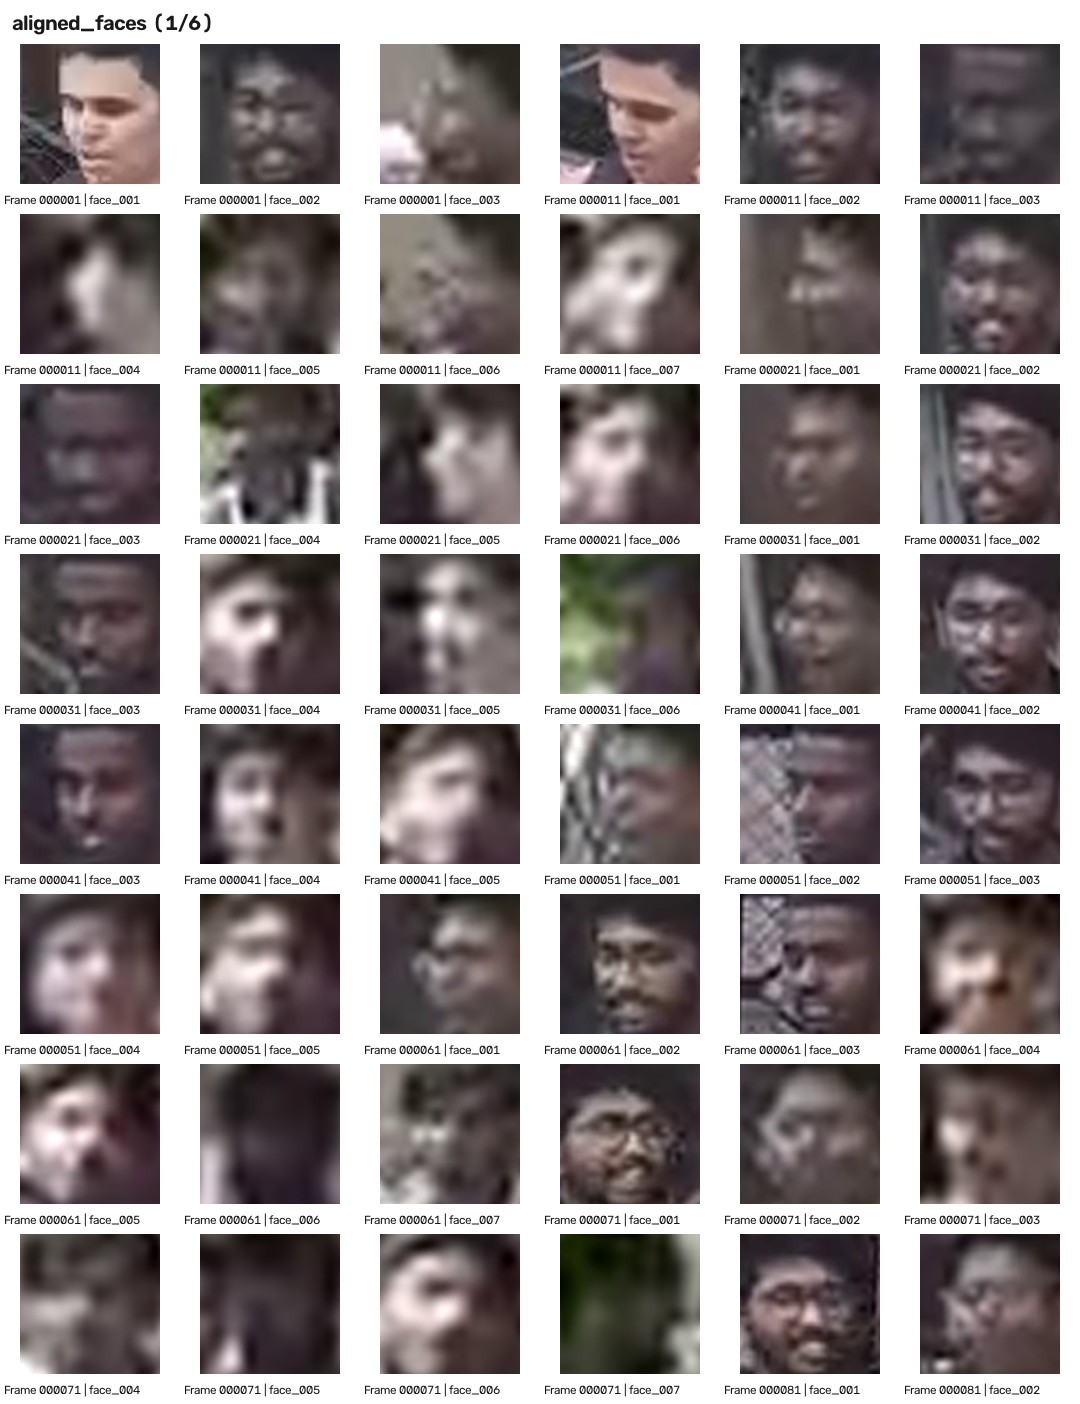 aligned_faces (1/6)
Frame 000001 | face_001
Frame 000001 | face_002
Frame 000001 | face_003
Frame 000011 | face_001
Frame 000011 | face_002
Frame 000011 | face_003
Frame 000011 | face_004
Frame 000011 | face_005
Frame 000011 | face_006
Frame 000011 | face_007
Frame 000021 | face_001
Frame 000021 | face_002
Frame 000021 | face_003
Frame 000021 | face_004
Frame 000021 | face_005
Frame 000021 | face_006
Frame 000031 | face_001
Frame 000031 | face_002
Frame 000031 | face_003
Frame 000031 | face_004
Frame 000031 | face_005
Frame 000031 | face_006
Frame 000041 | face_001
Frame 000041 | face_002
Frame 000041 | face_003
Frame 000041 | face_004
Frame 000041 | face_005
Frame 000051 | face_001
Frame 000051 | face_002
Frame 000051 | face_003
Frame 000051 | face_004
Frame 000051 | face_005
Frame 000061 | face_001
Frame 000061 | face_002
Frame 000061 | face_003
Frame 000061 | face_004
Frame 000061 | face_005
Frame 000061 | face_006
Frame 000061 | face_007
Frame 000071 | face_001
Frame 000071 | face_002
Frame 000071 | face_003
Frame 000071 | face_004
Frame 000071 | face_005
Frame 000071 | face_006
Frame 000071 | face_007
Frame 000081 | face_001
Frame 000081 | face_002